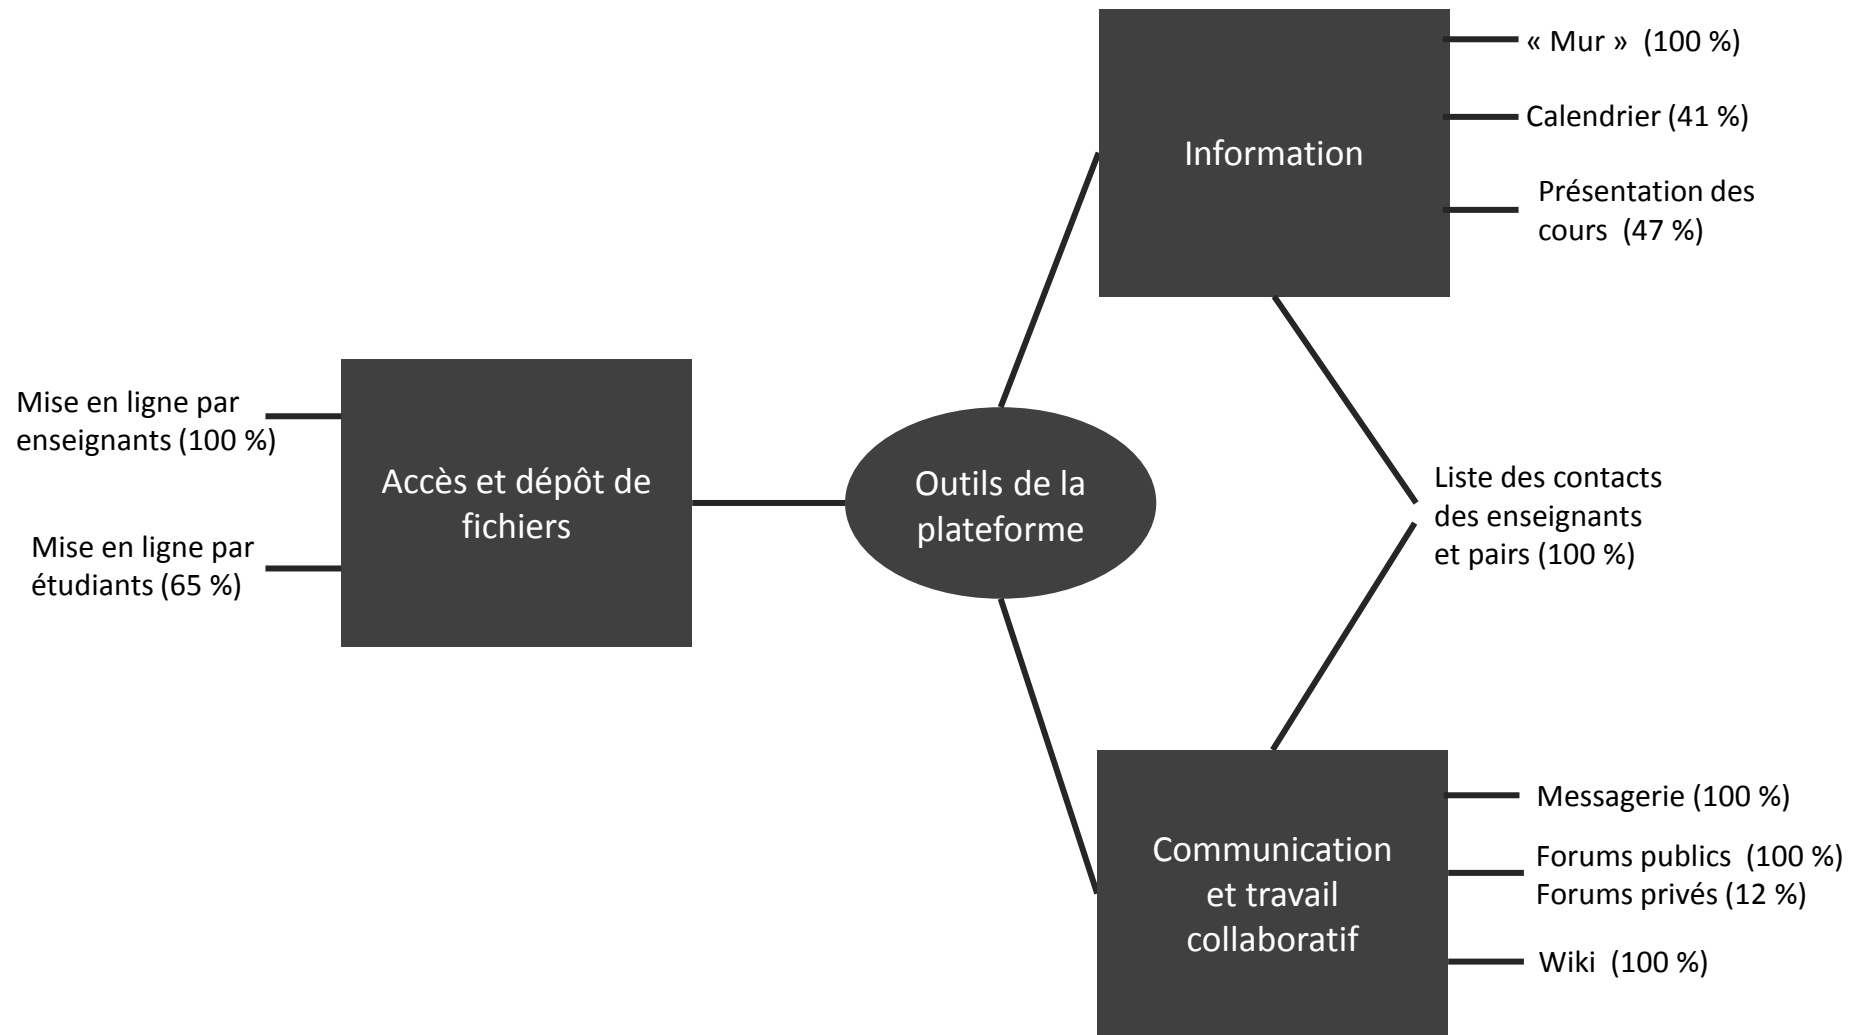 « Mur »  (100 %)
Calendrier (41 %)
Présentation des
cours  (47 %)
Information
Mise en ligne par
enseignants (100 %)
Mise en ligne par
étudiants (65 %)
Accès et dépôt de
fichiers
Outils de la
plateforme
Liste des contacts
des enseignants
et pairs (100 %)
Communication
et travail
collaboratif
Messagerie (100 %)
Forums publics  (100 %)
Forums privés (12 %)
Wiki  (100 %)